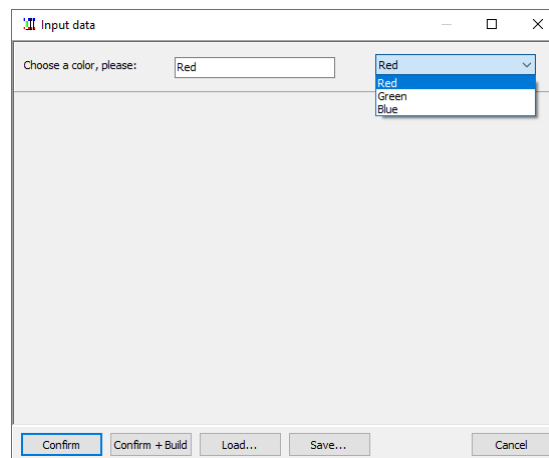 Input data
Choose a color, please:
Red
Red
Red
Green
Blue
Confirm
Confirm + Build
Load...
Save...
Cancel